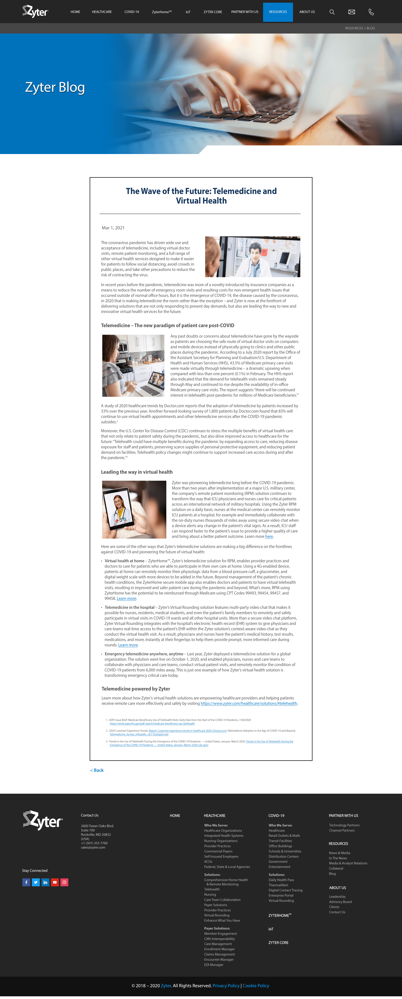 Zyter
HOME HEALTHCARE COVID-19 ZyterHome™ IoT ZYTER CORE PARTNER WITH US RESOURCES ABOUT US
RESOURCES > BLOG
Zyter Blog
The Wave of the Future: Telemedicine and
Virtual Health
Mar 1, 2021
The coronavirus pandemic has driven wide use and
acceptance of telemedicine, including virtual doctor
visits, remote patient monitoring, and a full range of
other virtual health services designed to make it easier
for patients to follow social distancing, avoid crowds in
public places, and take other precautions to reduce the
risk of contracting the virus.
In recent years before the pandemic, telemedicine was more of a novelty introduced by insurance companies as a
means to reduce the number of emergency room visits and resulting costs for non-emergent health issues that
occurred outside of normal office hours. But it is the emergence of COVID-19, the disease caused by the coronavirus,
in 2020 that is making telemedicine the norm rather than the exception – and Zyter is now at the forefront of
delivering solutions that are not only responding to present day demands, but also are leading the way to new and
innovative virtual health services for the future.
Telemedicine – The new paradigm of patient care post-COVID
Any past doubts or concerns about telemedicine have gone by the wayside
as patients are choosing the safe route of virtual doctor visits on computers
and mobile devices instead of physically going to clinics and other public
places during the pandemic. According to a July 2020 report by the Office of
the Assistant Secretary for Planning and Evaluation/U.S. Department of
Health and Human Services (HHS), 43.5% of Medicare primary care visits
were made virtually through telemedicine – a dramatic upswing when
compared with less than one percent (0.1%) in February. The HHS report
also indicated that the demand for telehealth visits remained steady
through May and continued to rise despite the availability of in-office
Medicare primary care visits. The report suggests “there will be continued
interest in telehealth post-pandemic for millions of Medicare beneficiaries.”1
A study of 2020 healthcare trends by Doctor.com reports that the adoption of telemedicine by patients increased by
33% over the previous year. Another forward-looking survey of 1,800 patients by Doctor.com found that 83% will
continue to use virtual health appointments and other telemedicine services after the COVID-19 pandemic
subsides.2
Moreover, the U.S. Center for Disease Control (CDC) continues to stress the multiple benefits of virtual health care
that not only relate to patient safety during the pandemic, but also drive improved access to healthcare for the
future: “Telehealth could have multiple benefits during the pandemic by expanding access to care, reducing disease
exposure for staff and patients, preserving scarce supplies of personal protective equipment, and reducing patient
demand on facilities. Telehealth policy changes might continue to support increased care access during and after
the pandemic.”3
Leading the way in virtual health
Zyter was pioneering telemedicine long before the COVID-19 pandemic.
More than two years after implementation at a major U.S. military center,
the company's remote patient monitoring (RPM) solution continues to
transform the way that ICU physicians and nurses care for critical patients
across an international network of military hospitals. Using the Zyter RPM
solution on a daily basis, nurses at the medical center can remotely monitor
ICU patients at a hospital, for example and immediately collaborate with
the on-duty nurses thousands of miles away using secure video chat when
a device alerts any change in the patient’s vital signs. As a result, ICU staff
can respond faster to the patient’s issue to provide a higher quality of care
and bring about a better patient outcome. Learn more here.
Here are some of the other ways that Zyter’s telemedicine solutions are making a big difference on the frontlines
against COVID-19 and pioneering the future of virtual health:
• Virtual health at home – ZyterHome™, Zyter’s telemedicine solution for RPM, enables provider practices and
doctors to care for patients who are able to participate in their own care at home. Using a 4G-enabled device,
patients at home can remotely monitor their physiologic data from a blood pressure cuff, a glucometer, and
digital weight scale with more devices to be added in the future. Beyond management of the patient’s chronic
health conditions, the ZyterHome secure mobile app also enables doctors and patients to have virtual telehealth
visits, resulting in improved and safer patient care during the pandemic and beyond. What’s more, RPM using
ZyterHome has the potential to be reimbursed through Medicare using CPT Codes 99493, 99454, 99457, and
99458. Learn more.
• Telemedicine in the hospital – Zyter’s Virtual Rounding solution features multi-party video chat that makes it
possible for nurses, residents, medical students, and even the patient’s family members to remotely and safely
participate in virtual visits in COVID-19 wards and all other hospital units. More than a secure video chat platform,
Zyter Virtual Rounding integrates with the hospital’s electronic health record (EHR) system to give physicians and
care teams real-time access to the patient’s EHR within the Zyter solution’s context-aware video chat as they
conduct the virtual health visit. As a result, physicians and nurses have the patient’s medical history, test results,
medications, and more, instantly at their fingertips to help them provide prompt, more informed care during
rounds. Learn more.
• Emergency telemedicine anywhere, anytime – Last year, Zyter deployed a telemedicine solution for a global
organization. The solution went live on October 1, 2020, and enabled physicians, nurses and care teams to
collaborate with physicians and care teams, conduct virtual patient visits, and remotely monitor the condition of
COVID-19 patients from 6,000 miles away. This is just one example of how Zyter’s virtual health solution is
transforming emergency critical care today.
Telemedicine powered by Zyter
Learn more about how Zyter's virtual health solutions are empowering healthcare providers and helping patients
receive remote care more effectively and safely by visiting https://www.zyter.com/healthcare/solutions/#telehealth.
1. ASPE Issue Brief: Medicare Beneficiary Use of Telehealth Visits: Early Data from the Start of the COVID-19 Pandemic, 7/28/2020
https://www.aspe.hhs.gov/pdf-report/medicare-beneficiary-use-telehealth
2. 2020 Customer Experience Trends, Report: Customer experience trends in healthcare 2020 | Doctor.com; Telemedicine Adoption in the Age of COVID-19 and Beyond,
Telemedicine_Survey_Infografic_v6.7 (hubspot.net)
3. Trends in the Use of Telehealth During the Emergence of the COVID-19 Pandemic — United States, January–March 2020, Trends in the Use of Telehealth During the
Emergence of the COVID-19 Pandemic — United States, January–March 2020 (cdc.gov)
< Back
Zyter®
Contact Us
2600 Tower Oaks Blvd.
Suite 700
Rockville, MD 20852
(USA)
+1 (301) 355 7760
sales@zyter.com
Stay Connected
HOME
HEALTHCARE
Who We Serve:
Healthcare Organizations
Integrated Health Systems
Nursing Organizations
Provider Practices
Commercial Payers
Self-Insured Employers
ACOs
Federal, State & Local Agencies
Solutions:
Comprehensive Home Health
& Remote Monitoring
Telehealth
Nursing
Care Team Collaboration
Payer Solutions
Provider Practices
Virtual Rounding
Enhance What You Have
Payer Solutions:
Member Engagement
CMS Interoperability
Care Management
Enrollment Manager
Claims Management
Encounter Manager
EDI Manager
COVID-19
Who We Serve:
Healthcare
Retail Outlets & Malls
Transit Facilities
Office Buildings
Schools & Universities
Distribution Centers
Government
Entertainment
Solutions:
Daily Health Pass
ThermalAlert
Digital Contact Tracing
Enterprise Portal
Virtual Rounding
ZYTERHOME™
IoT
ZYTER CORE
PARTNER WITH US
Technology Partners
Channel Partners
RESOURCES
News & Media
In The News
Media & Analyst Relations
Collateral
Blog
ABOUT US
Leadership
Advisory Board
Clients
Contact Us
© 2018 – 2020 Zyter. All Rights Reserved. Privacy Policy | Cookie Policy